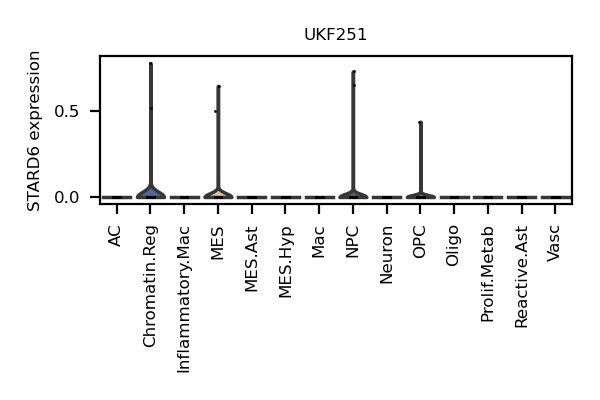 UKF251
STARD6 expression
0.5
0.0
AC
Chromatin.Reg
Inflammatory.Mac
MES
MES.Ast
MES.Hyp
Mac
NPC
Neuron
OPC
Oligo
Prolif.Metab
Reactive.Ast
Vasc